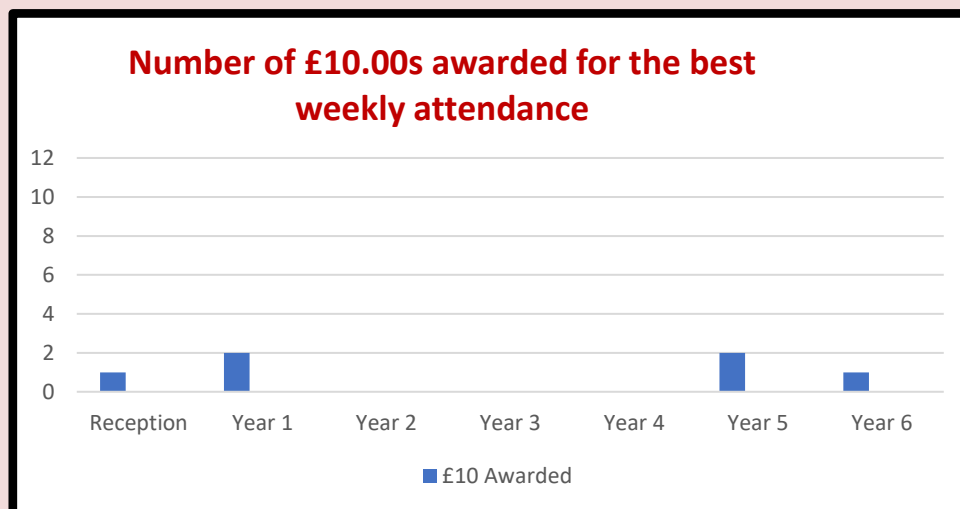 Number of £10.00s awarded for the best
weekly attendance
12
10
8
6
4
2
0
Reception Year 1 Year 2 Year 3 Year 4 Year 5 Year 6
£10 Awarded